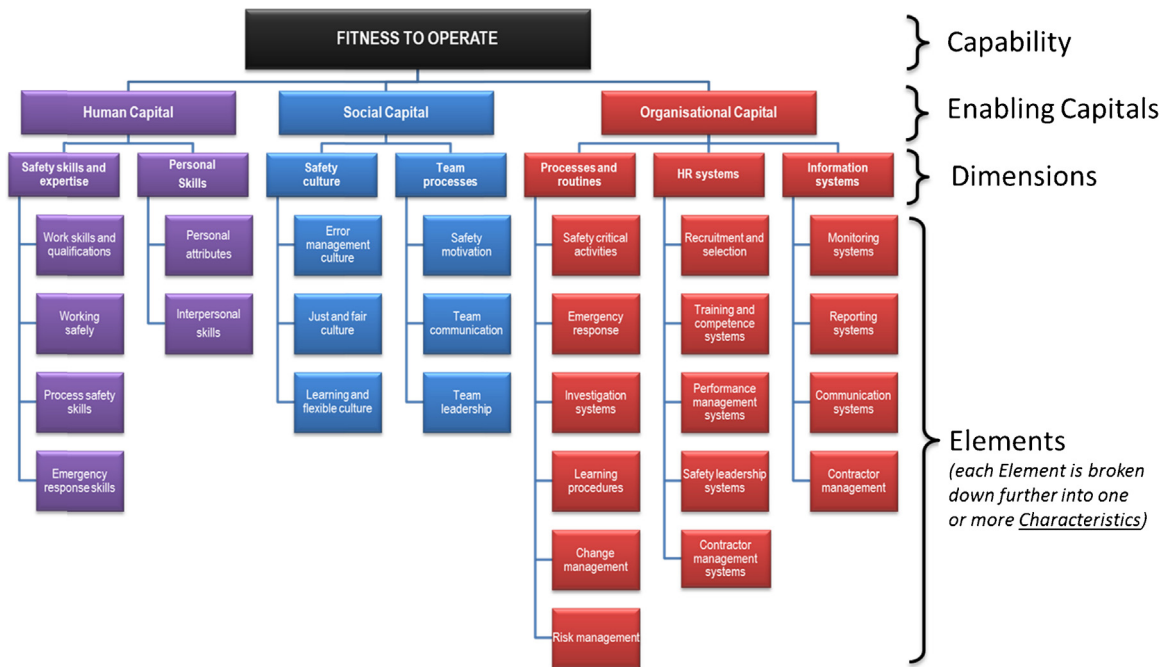 FITNESS TO OPERATE
Capability
Human Capital
Social Capital
Organisational Capital
Enabling Capitals
Safety skills and
expertise
Personal
Skills
Safety
culture
Team
processes
Processes and
routines
HR systems
Information
systems
Dimensions
Work skills and
qualifications
Working
safely
Process safety
skills
Emergency
response skills
Personal
attributes
Interpersonal
skills
Error
management
culture
Just and fair
culture
Learning and
flexible culture
Safety
motivation
Team
communication
Team
leadership
Safety critical
activities
Emergency
response
Investigation
systems
Learning
procedures
Change
management
Risk management
Recruitment and
selection
Training and
competence
systems
Performance
management
systems
Safety leadership
systems
Contractor
management
systems
Monitoring
systems
Reporting
systems
Communication
systems
Contractor
management
Elements
(each Element is broken
down further into one
or more Characteristics)